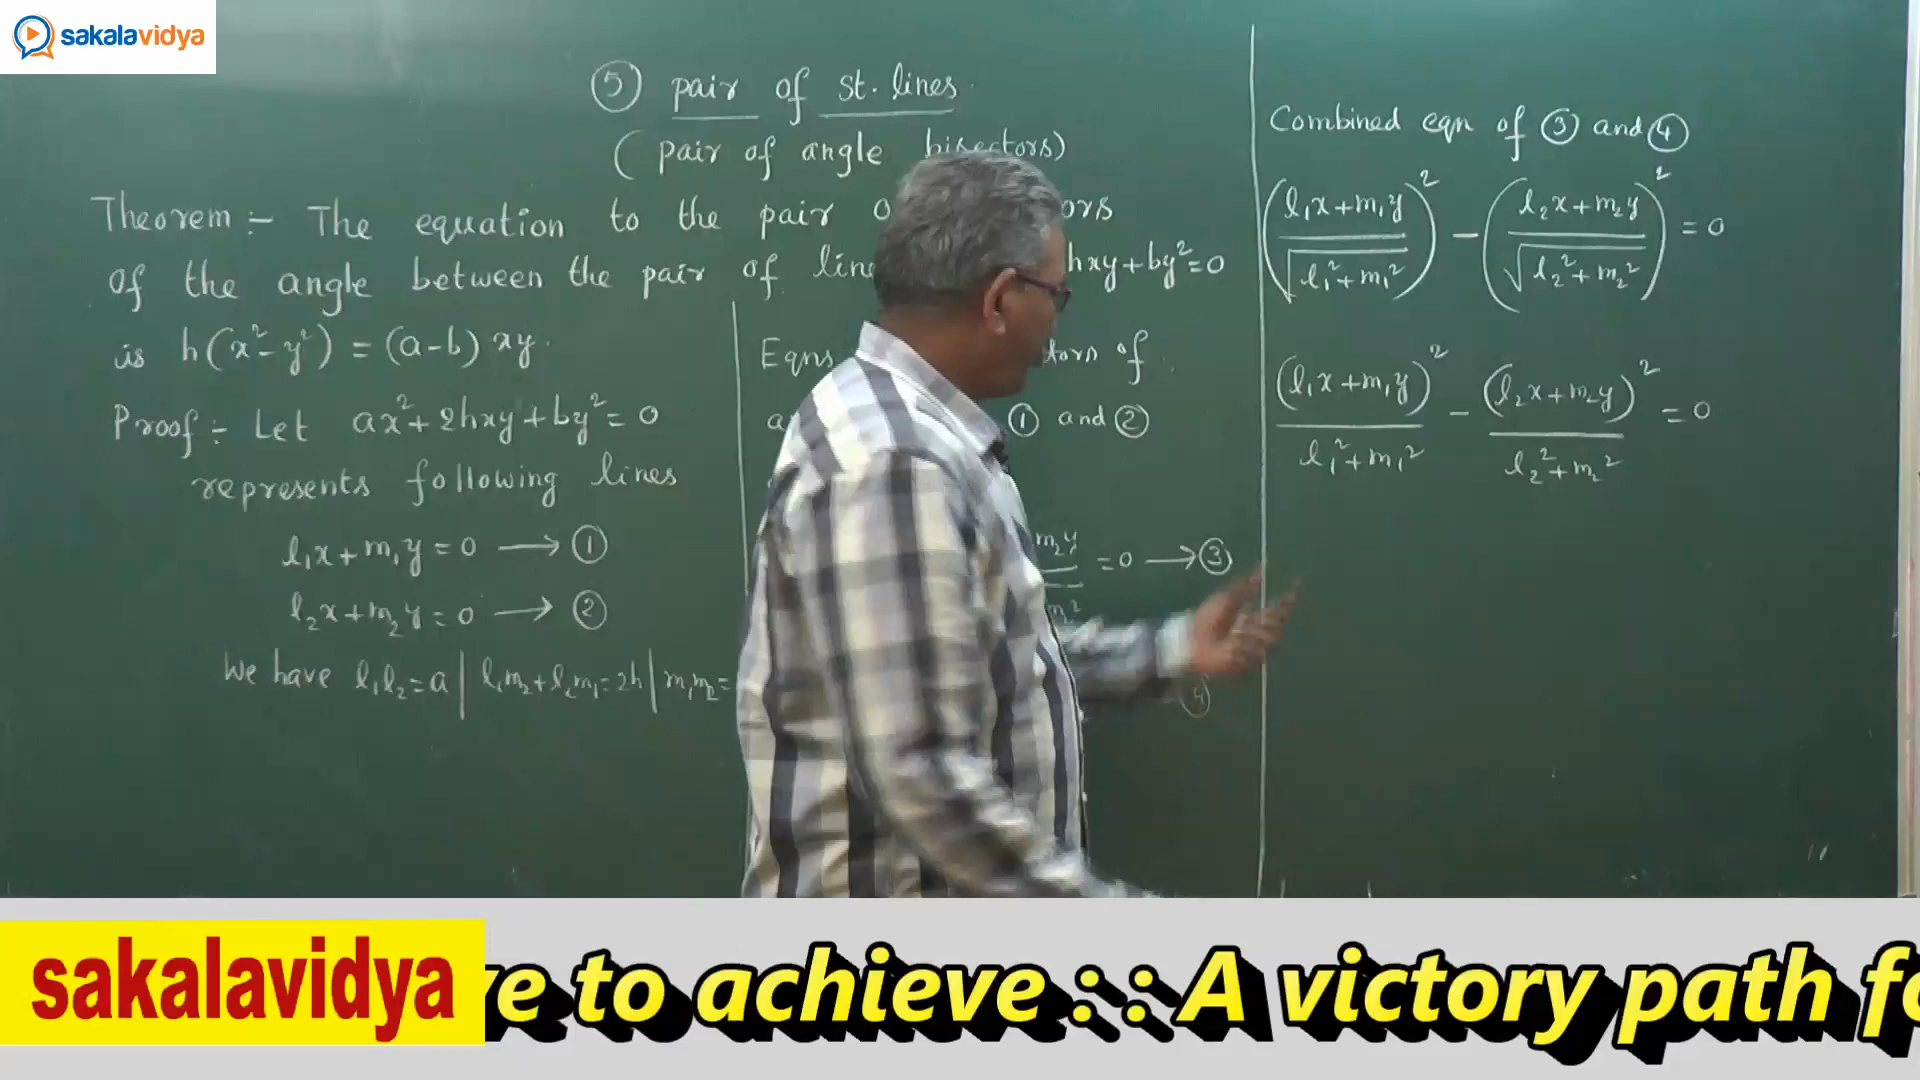 sakalavidya
⑤ pair of st. lines
(pair of angle bisectors)
Theorem :- The equation to the pair
of the angle between the pair of line hxy+by²=0
is h(x²-y²) = (a-b) xy.
Proof :- Let ax²+2hxy+by²=0
represents following lines
l₁x+m₁y=0 → ①
l₂x+m₂y=0 → ②
We have l₁l₂=a | l₁m₂+l₂m₁=2h | m₁m₂=
Eqns of
① and ②
m₂y =0 → ③
④
Combined eqn of ③ and ④
((l₁x+m₁y)/√(l₁²+m₁²))² - ((l₂x+m₂y)/√(l₂²+m₂²))² = 0
(l₁x+m₁y)²/(l₁²+m₁²) - (l₂x+m₂y)²/(l₂²+m₂²) = 0
sakalavidya
to achieve :: A victory path